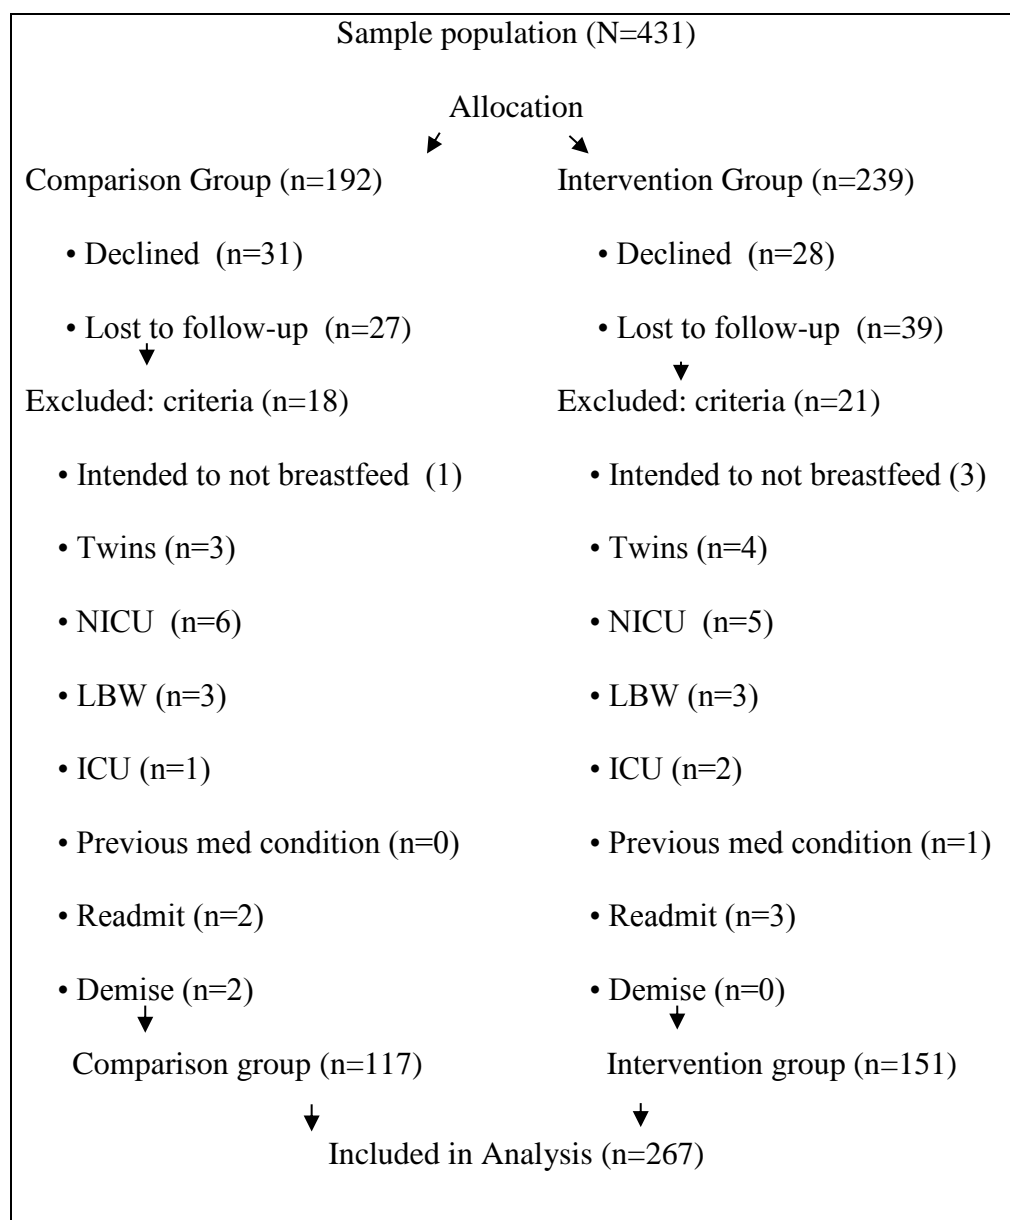 Sample population (N=431)
Allocation
Comparison Group (n=192)
Intervention Group (n=239)
• Declined (n=31)
• Declined (n=28)
• Lost to follow-up (n=27)
• Lost to follow-up (n=39)
Excluded: criteria (n=18)
Excluded: criteria (n=21)
• Intended to not breastfeed (1)
• Intended to not breastfeed (3)
• Twins (n=3)
• Twins (n=4)
• NICU (n=6)
• NICU (n=5)
• LBW (n=3)
• LBW (n=3)
• ICU (n=1)
• ICU (n=2)
• Previous med condition (n=0)
• Previous med condition (n=1)
• Readmit (n=2)
• Readmit (n=3)
• Demise (n=2)
• Demise (n=0)
Comparison group (n=117)
Intervention group (n=151)
Included in Analysis (n=267)